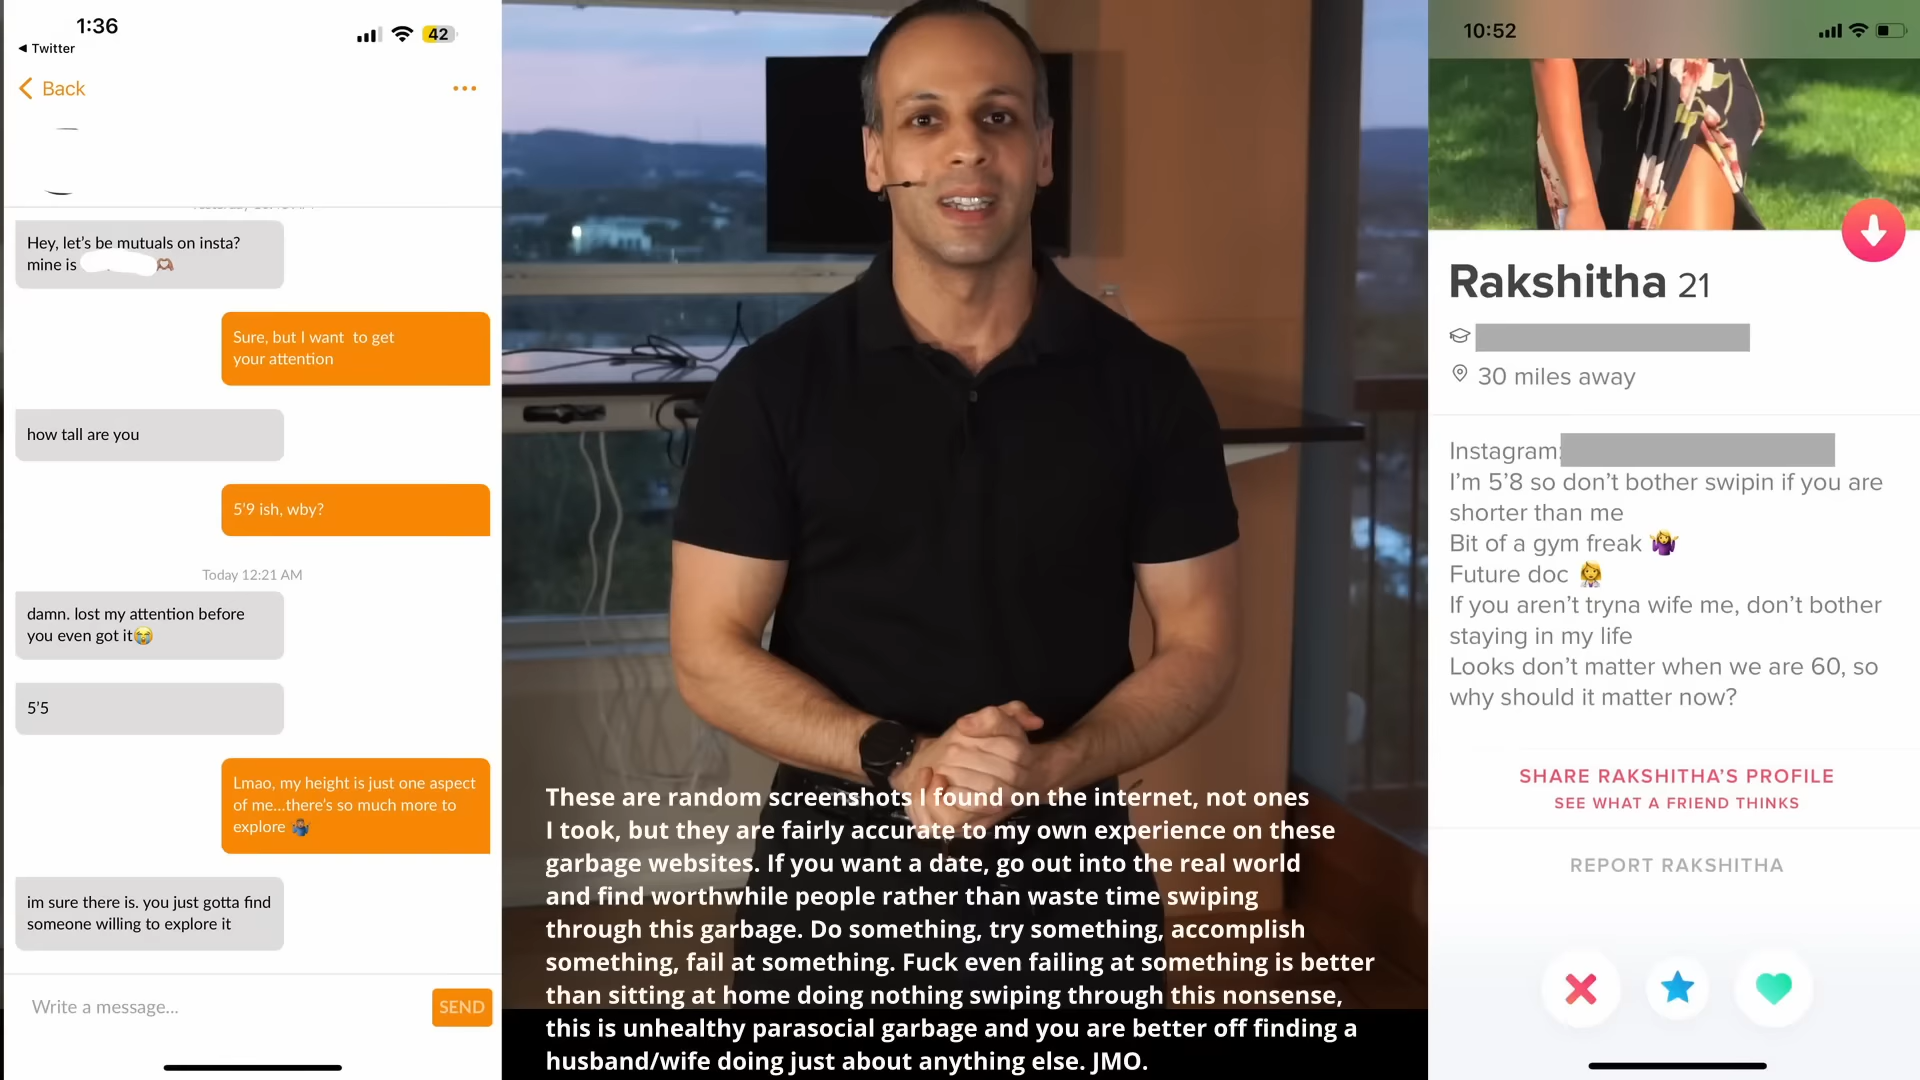 1:36
42
◀ Twitter
Back
Hey, let's be mutuals on insta?
mine is 🫶🏽
Sure, but I want  to get
your attention
how tall are you
5'9 ish, wby?
Today 12:21 AM
damn. lost my attention before
you even got it😭
5'5
Lmao, my height is just one aspect
of me...there's so much more to
explore 🤷🏾‍♂️
im sure there is. you just gotta find
someone willing to explore it
Write a message...
SEND
These are random screenshots I found on the internet, not ones
I took, but they are fairly accurate to my own experience on these
garbage websites. If you want a date, go out into the real world
and find worthwhile people rather than waste time swiping
through this garbage. Do something, try something, accomplish
something, fail at something. Fuck even failing at something is better
than sitting at home doing nothing swiping through this nonsense,
this is unhealthy parasocial garbage and you are better off finding a
husband/wife doing just about anything else. JMO.
10:52
Rakshitha 21
30 miles away
Instagram:
I'm 5'8 so don't bother swipin if you are
shorter than me
Bit of a gym freak 🤷‍♀️
Future doc 👩‍⚕️
If you aren't tryna wife me, don't bother
staying in my life
Looks don't matter when we are 60, so
why should it matter now?
SHARE RAKSHITHA'S PROFILE
SEE WHAT A FRIEND THINKS
REPORT RAKSHITHA